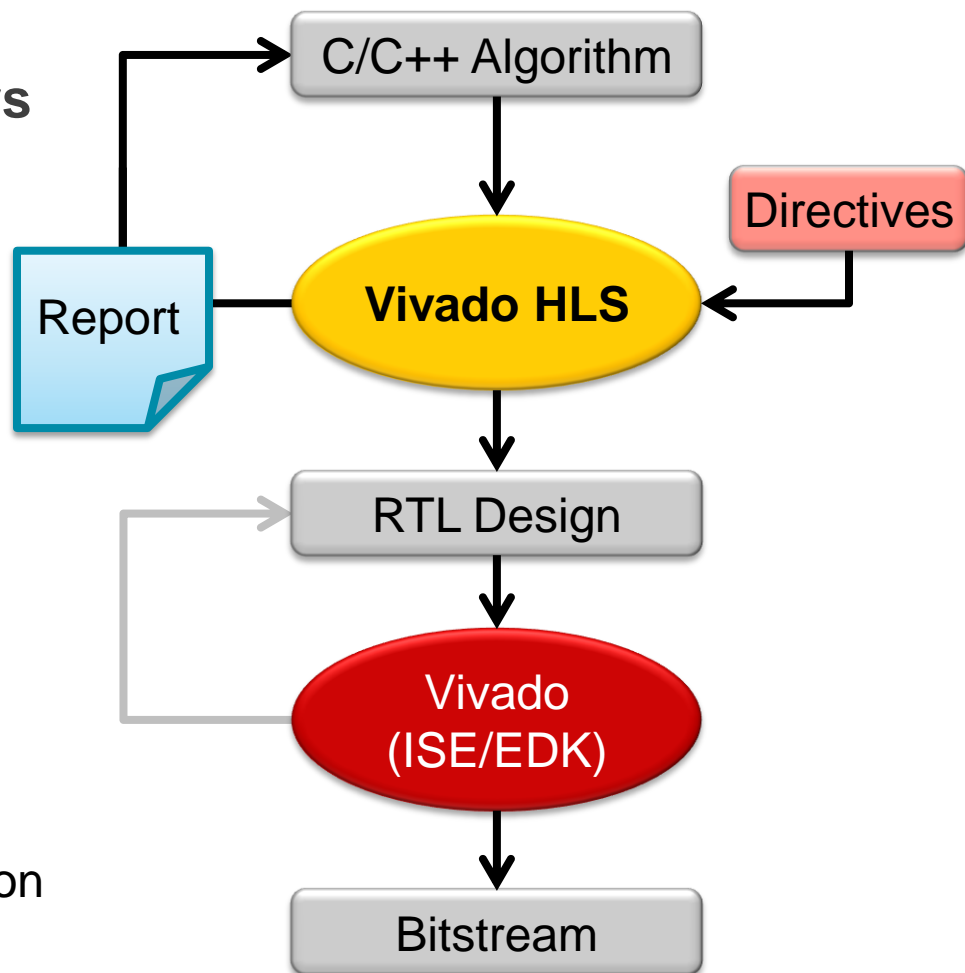 C/C++ Algorithm
Directives
Vivado HLS
Report
RTL Design
Vivado
(ISE/EDK)
Bitstream